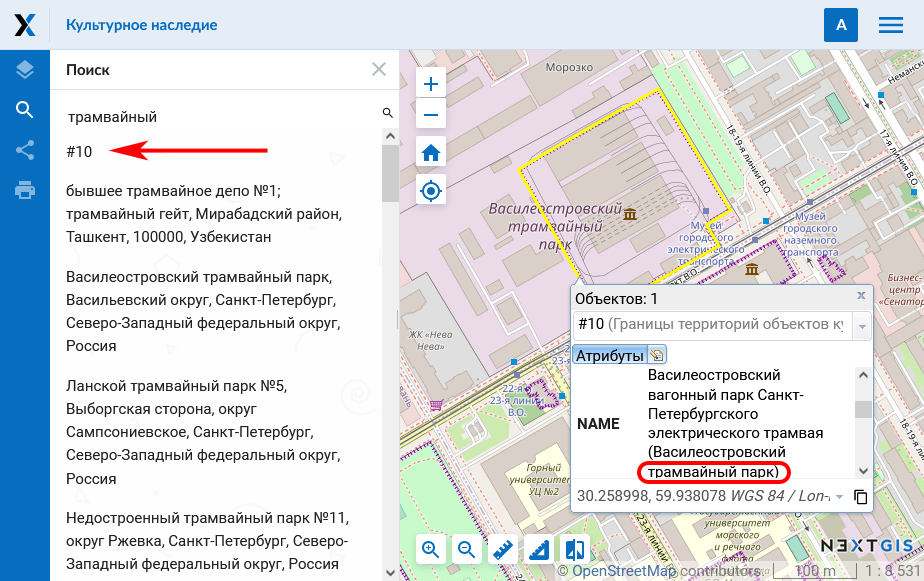 Культурное наследие
A
Поиск
трамвайный
#10
бывшее трамвайное депо №1;
трамвайный гейт, Мирабадский район,
Ташкент, 100000, Узбекистан
Василеостровский трамвайный парк,
Васильевский округ, Санкт-Петербург,
Северо-Западный федеральный округ,
Россия
Ланской трамвайный парк №5,
Выборгская сторона, округ
Сампсониевское, Санкт-Петербург,
Северо-Западный федеральный округ,
Россия
Недостроенный трамвайный парк №11,
округ Ржевка, Санкт-Петербург, Северо-
Западный федеральный округ, Россия
Морозко
Неманск
18-19-я линии В.О.
17-я линия В.О.
18-19-я линии В.О.
Василеостровский
трамвайный
парк
Музей
городского
электрического
транспорта
Музей
городского
наземного
транспорта
Бизнес-
центр
«Сенатор
ЖК «Нева
Нева»
22-я
23-я линии
В.О.
Горный
университет
УЦ №2
Объектов: 1
#10 (Границы территорий объектов ку
Атрибуты
NAME
Василеостровский
вагонный парк Санкт-
Петербургского
электрического трамвая
(Василеостровский
трамвайный парк)
30.258998, 59.938078 WGS 84 / Lon-
Государственный
университет
морского
и речного
флота
NEXTGIS
© OpenStreetMap contributors.
100 m
1 : 8 531